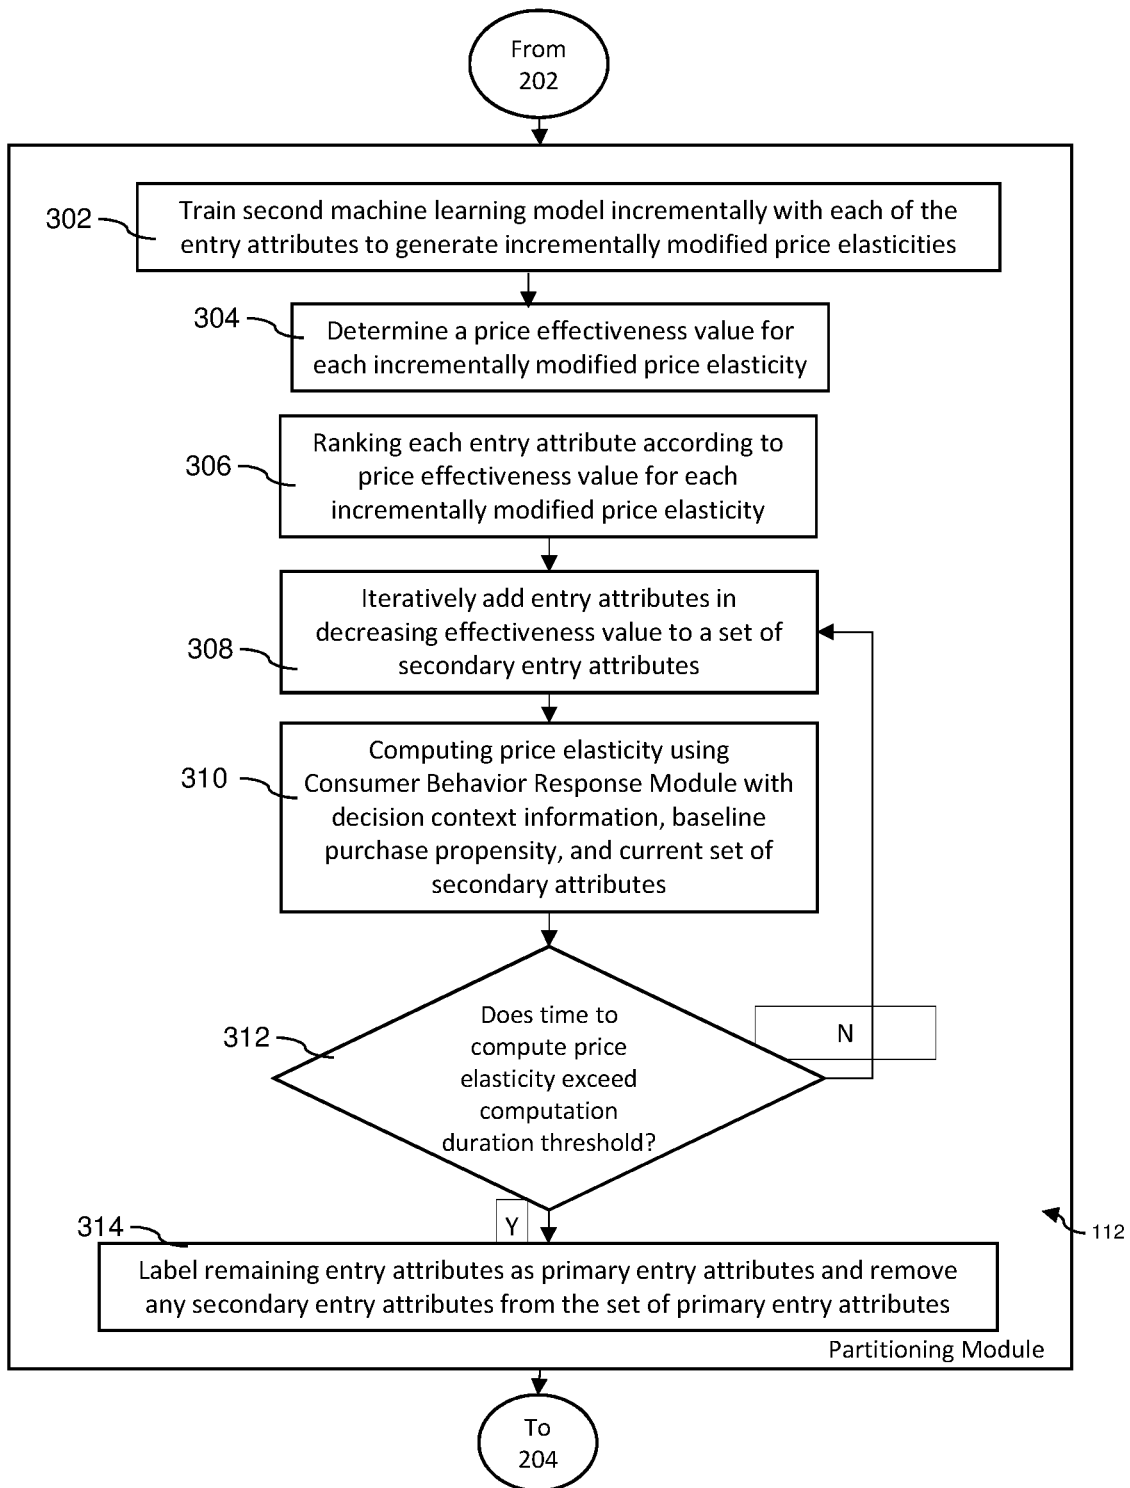 From
202
302
Train second machine learning model incrementally with each of the
entry attributes to generate incrementally modified price elasticities
304
Determine a price effectiveness value for
each incrementally modified price elasticity
306
Ranking each entry attribute according to
price effectiveness value for each
incrementally modified price elasticity
308
Iteratively add entry attributes in
decreasing effectiveness value to a set of
secondary entry attributes
310
Computing price elasticity using
Consumer Behavior Response Module with
decision context information, baseline
purchase propensity, and current set of
secondary attributes
312
Does time to
compute price
elasticity exceed
computation
duration threshold?
N
Y
112
314
Label remaining entry attributes as primary entry attributes and remove
any secondary entry attributes from the set of primary entry attributes
Partitioning Module
To
204